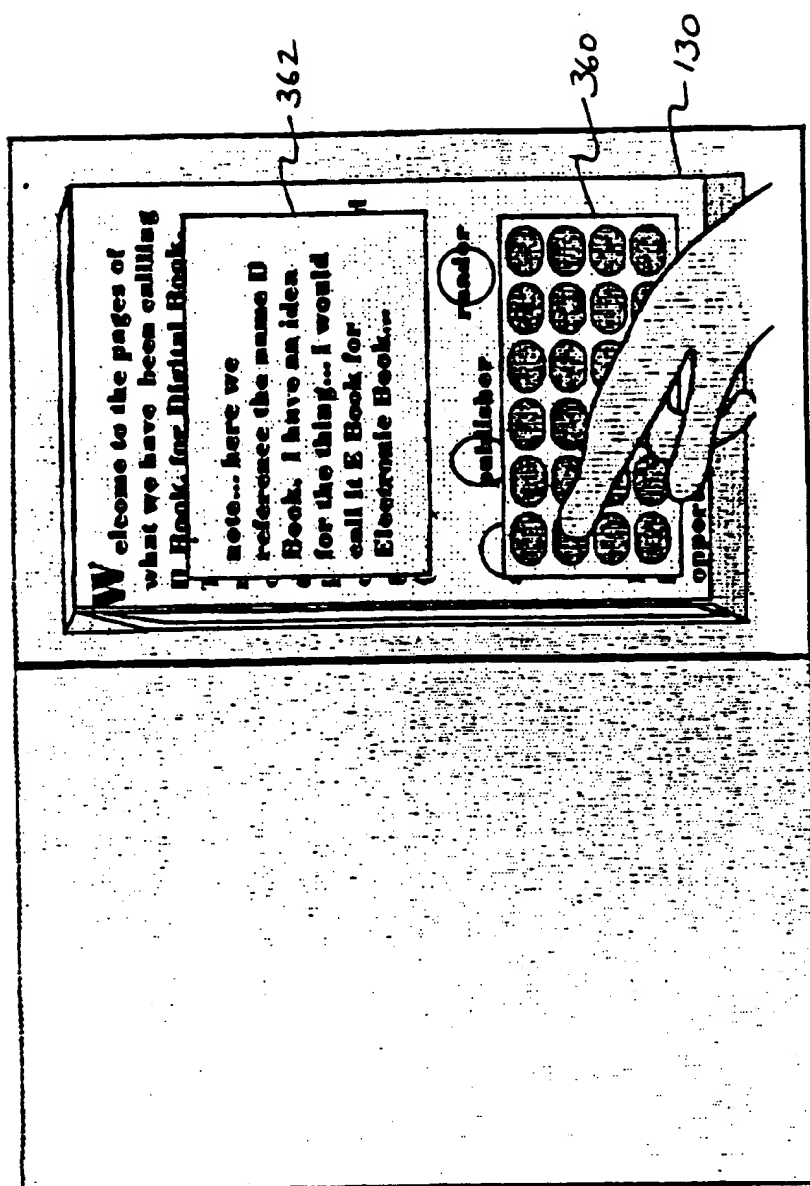 Welcome to the pages of
what we have been callling
D Book, for Digital Book.
note... here we
reference the name D
Book. I have an idea
for the thing... I would
call it E Book for
Electronic Book...
publisher
reader
oppor
362
360
130